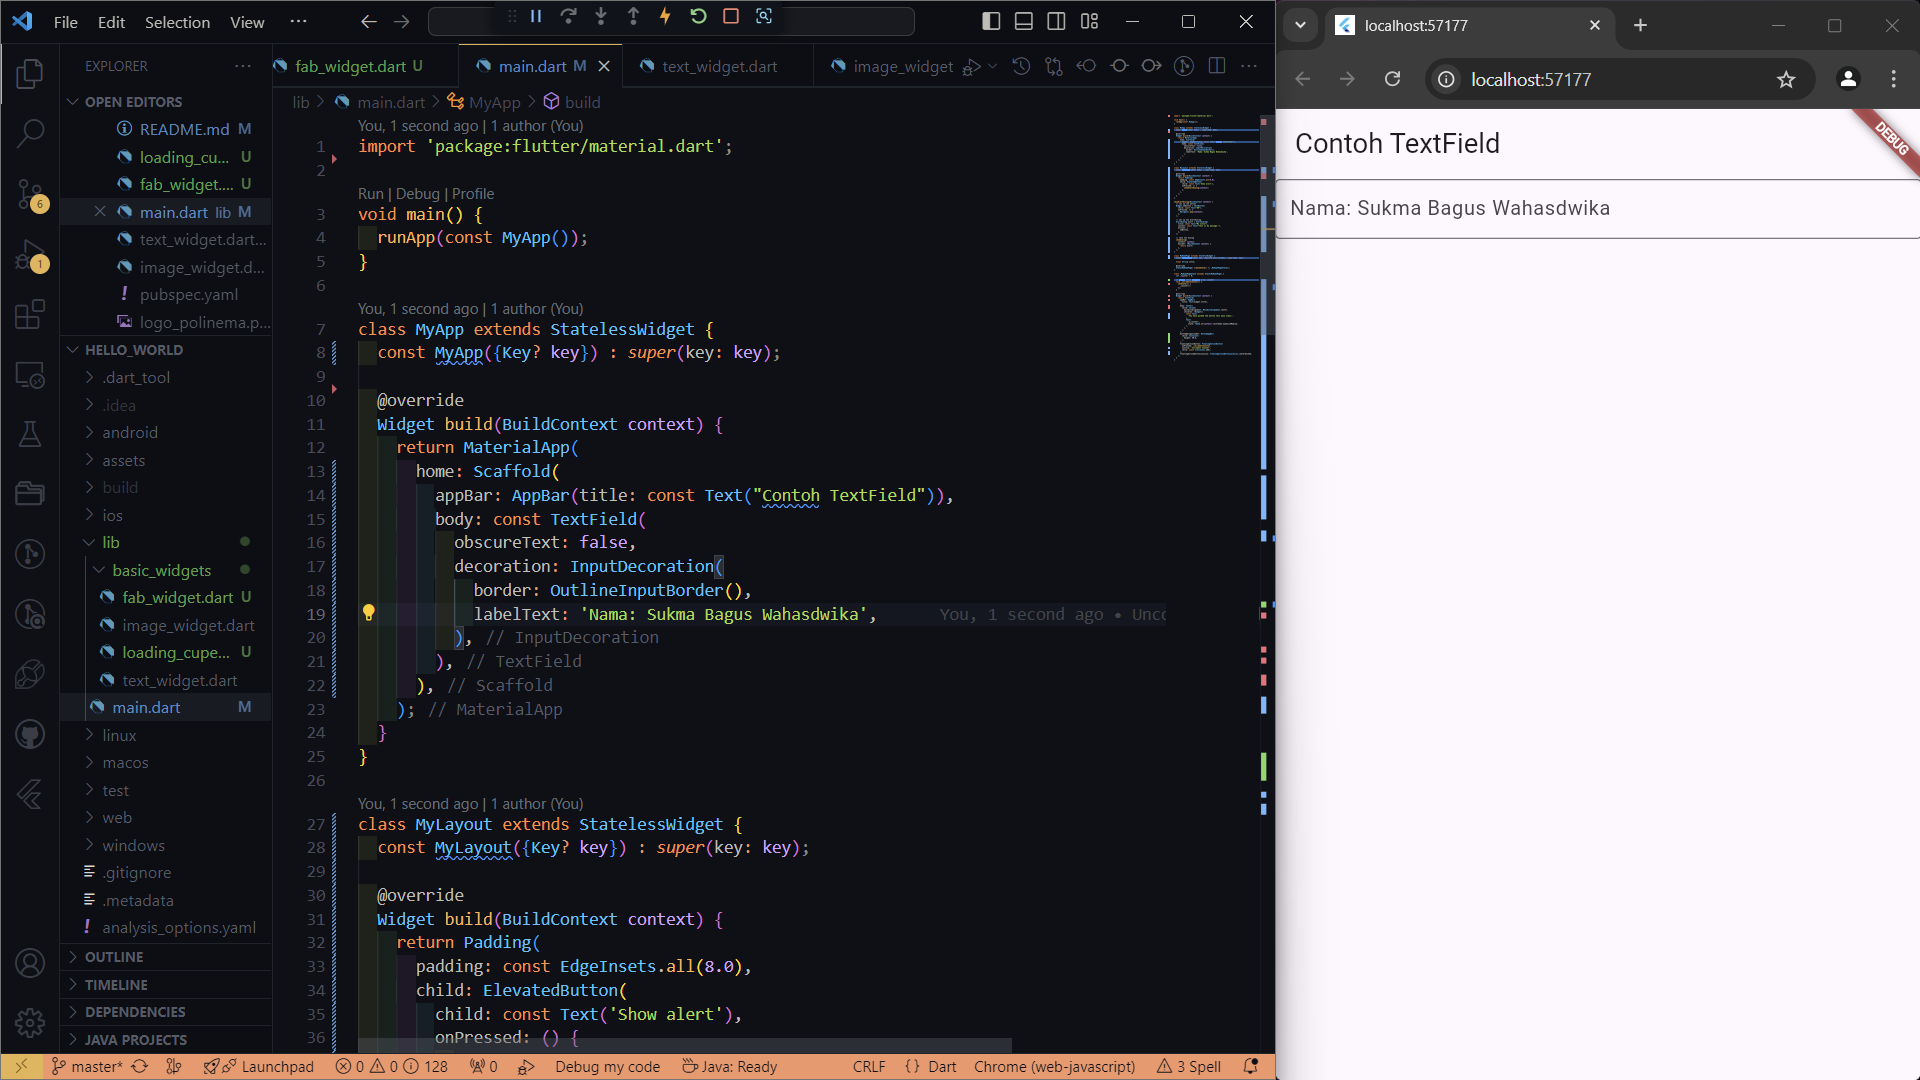 File Edit Selection View ···
EXPLORER ···
OPEN EDITORS
README.md M
loading_cu... U
fab_widget.... U
main.dart lib M
text_widget.dart...
image_widget.d...
! pubspec.yaml
logo_polinema.p...
HELLO_WORLD
.dart_tool
.idea
android
assets
build
ios
lib
basic_widgets
fab_widget.dart U
image_widget.dart
loading_cupe... U
text_widget.dart
main.dart M
linux
macos
test
web
windows
.gitignore
.metadata
! analysis_options.yaml
OUTLINE
TIMELINE
DEPENDENCIES
JAVA PROJECTS
6
1
fab_widget.dart U
main.dart M
text_widget.dart
image_widget
lib > main.dart > MyApp > build
You, 1 second ago | 1 author (You)
1 import 'package:flutter/material.dart';
2
Run | Debug | Profile
3 void main() {
4 runApp(const MyApp());
5 }
6
You, 1 second ago | 1 author (You)
7 class MyApp extends StatelessWidget {
8 const MyApp({Key? key}) : super(key: key);
9
10 @override
11 Widget build(BuildContext context) {
12 return MaterialApp(
13 home: Scaffold(
14 appBar: AppBar(title: const Text("Contoh TextField")),
15 body: const TextField(
16 obscureText: false,
17 decoration: InputDecoration(
18 border: OutlineInputBorder(),
19 labelText: 'Nama: Sukma Bagus Wahasdwika', You, 1 second ago • Unco
20 ), // InputDecoration
21 ), // TextField
22 ), // Scaffold
23 ); // MaterialApp
24 }
25 }
26
You, 1 second ago | 1 author (You)
27 class MyLayout extends StatelessWidget {
28 const MyLayout({Key? key}) : super(key: key);
29
30 @override
31 Widget build(BuildContext context) {
32 return Padding(
33 padding: const EdgeInsets.all(8.0),
34 child: ElevatedButton(
35 child: const Text('Show alert'),
36 onPressed: () {
master* Launchpad 0 0 128 0 Debug my code Java: Ready CRLF {} Dart Chrome (web-javascript) 3 Spell
localhost:57177
localhost:57177
Contoh TextField
DEBUG
Nama: Sukma Bagus Wahasdwika